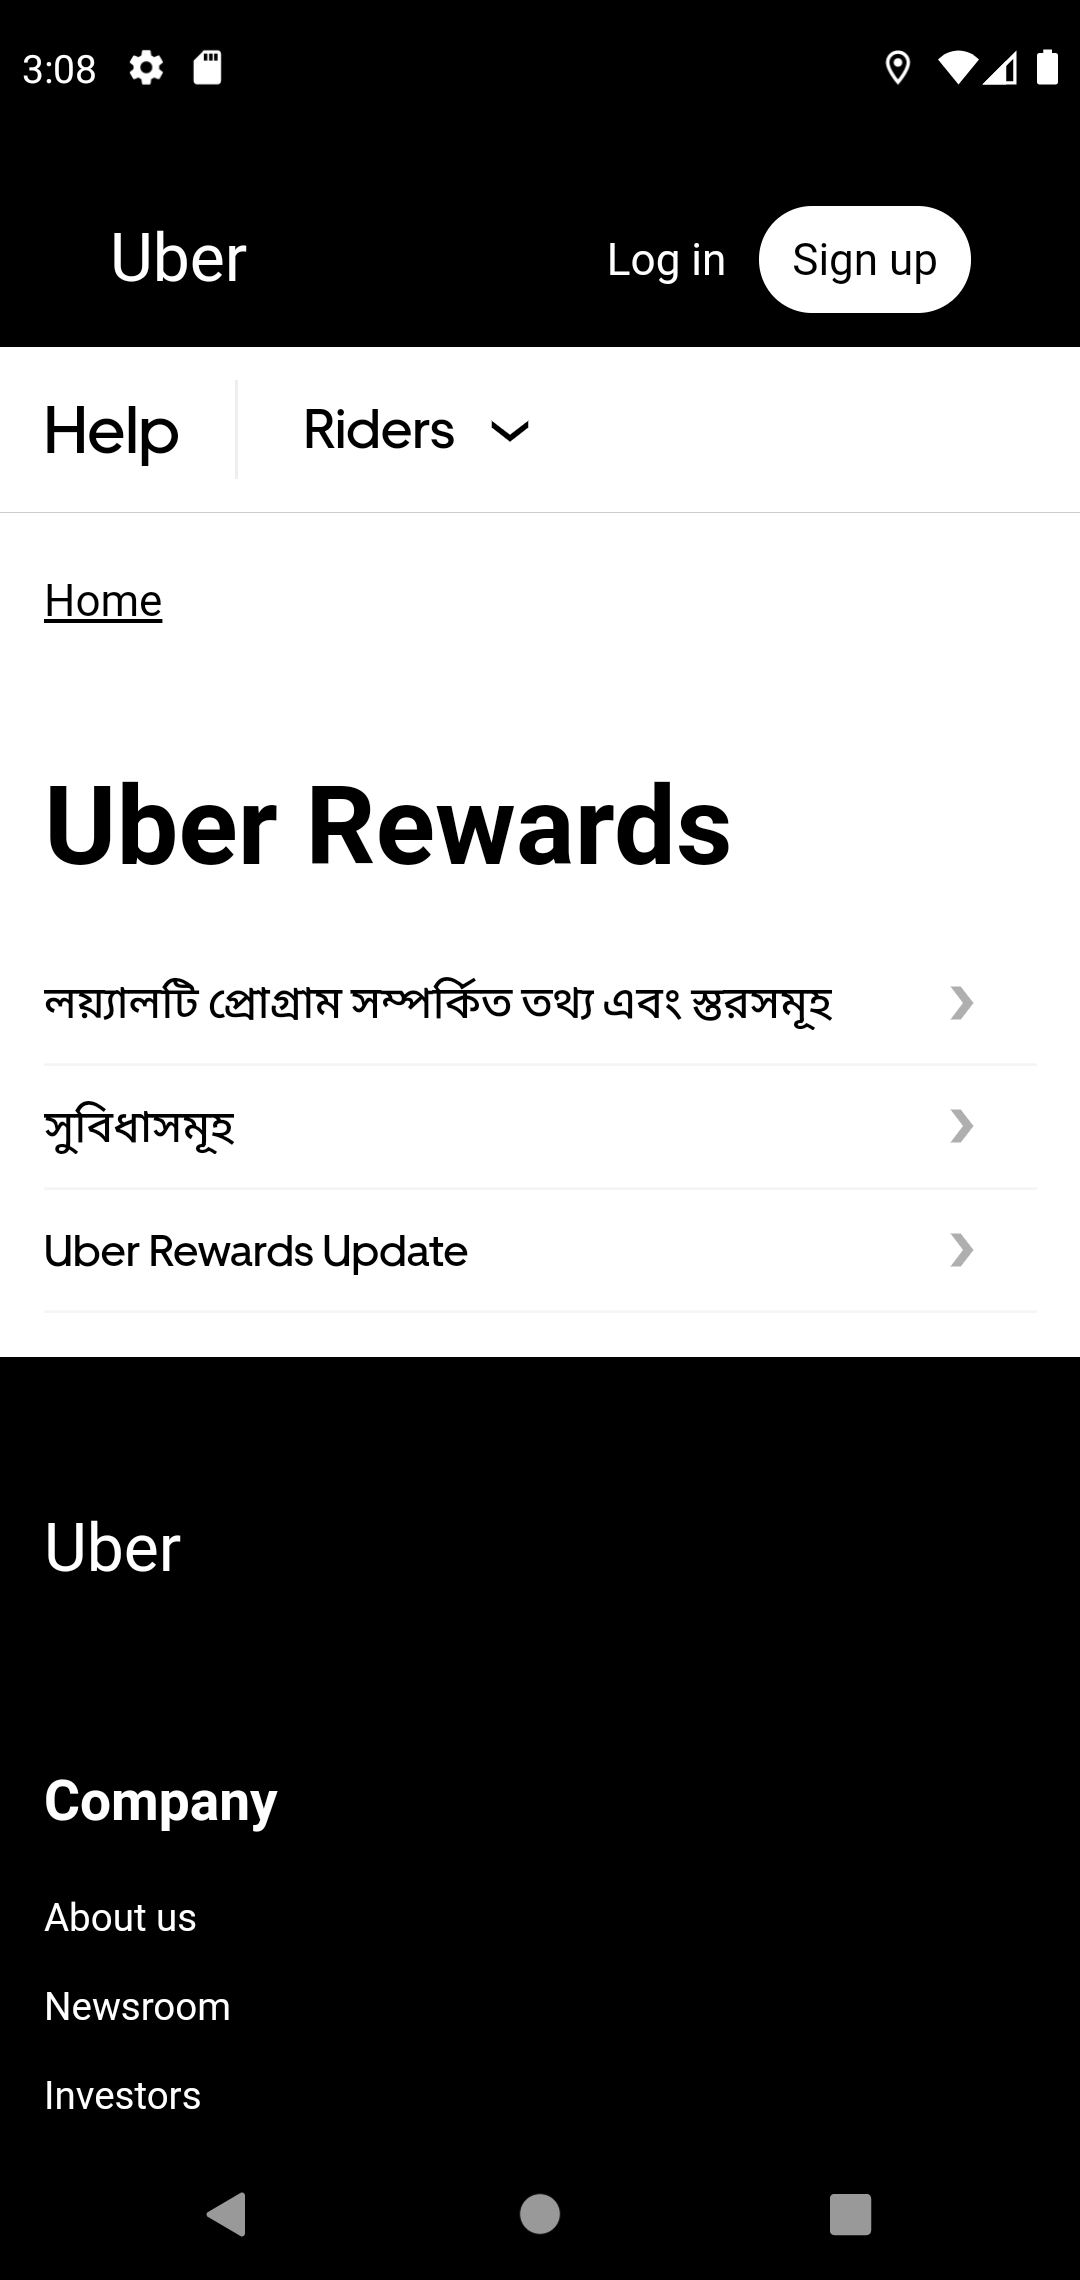 3:08
Uber
Log in
Sign up
Help
Riders
Home
Uber Rewards
লয়্যালটি প্রোগ্রাম সম্পর্কিত তথ্য এবং স্তরসমূহ
সুবিধাসমূহ
Uber Rewards Update
Uber
Company
About us
Newsroom
Investors